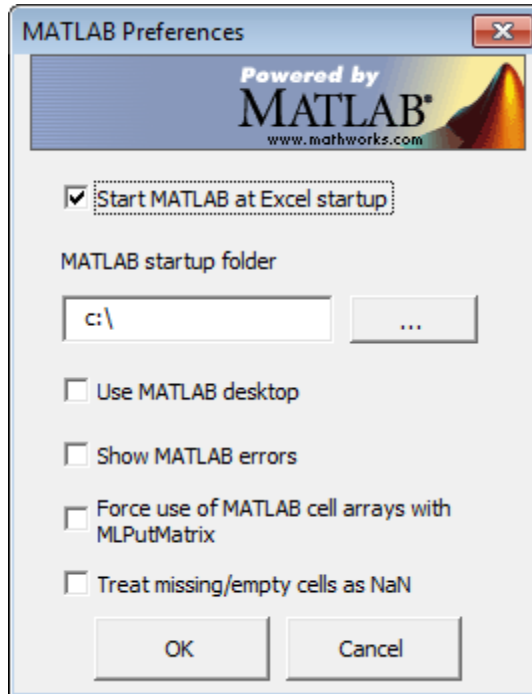 MATLAB Preferences
Powered by
MATLAB®
www.mathworks.com
Start MATLAB at Excel startup
MATLAB startup folder
c:\
...
Use MATLAB desktop
Show MATLAB errors
Force use of MATLAB cell arrays with
MLPutMatrix
Treat missing/empty cells as NaN
OK
Cancel